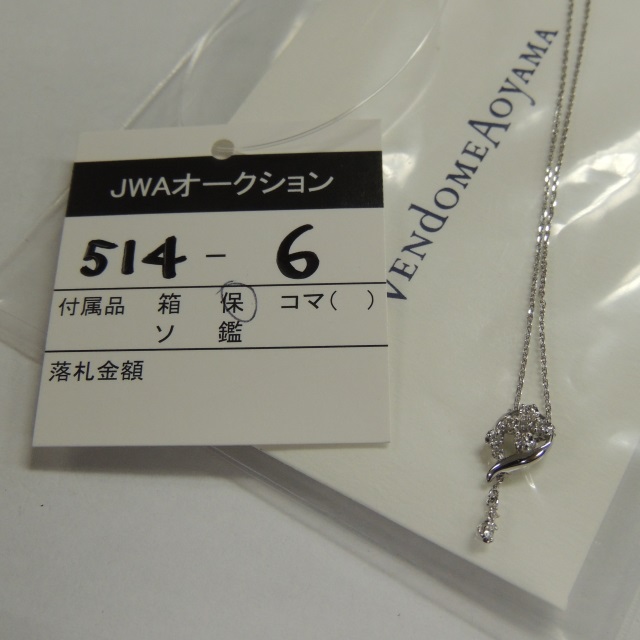 JWAオークション
514 - 6
付属品 箱 保 コマ( )
ソ 鑑
落札金額
VENDOME AOYAMA